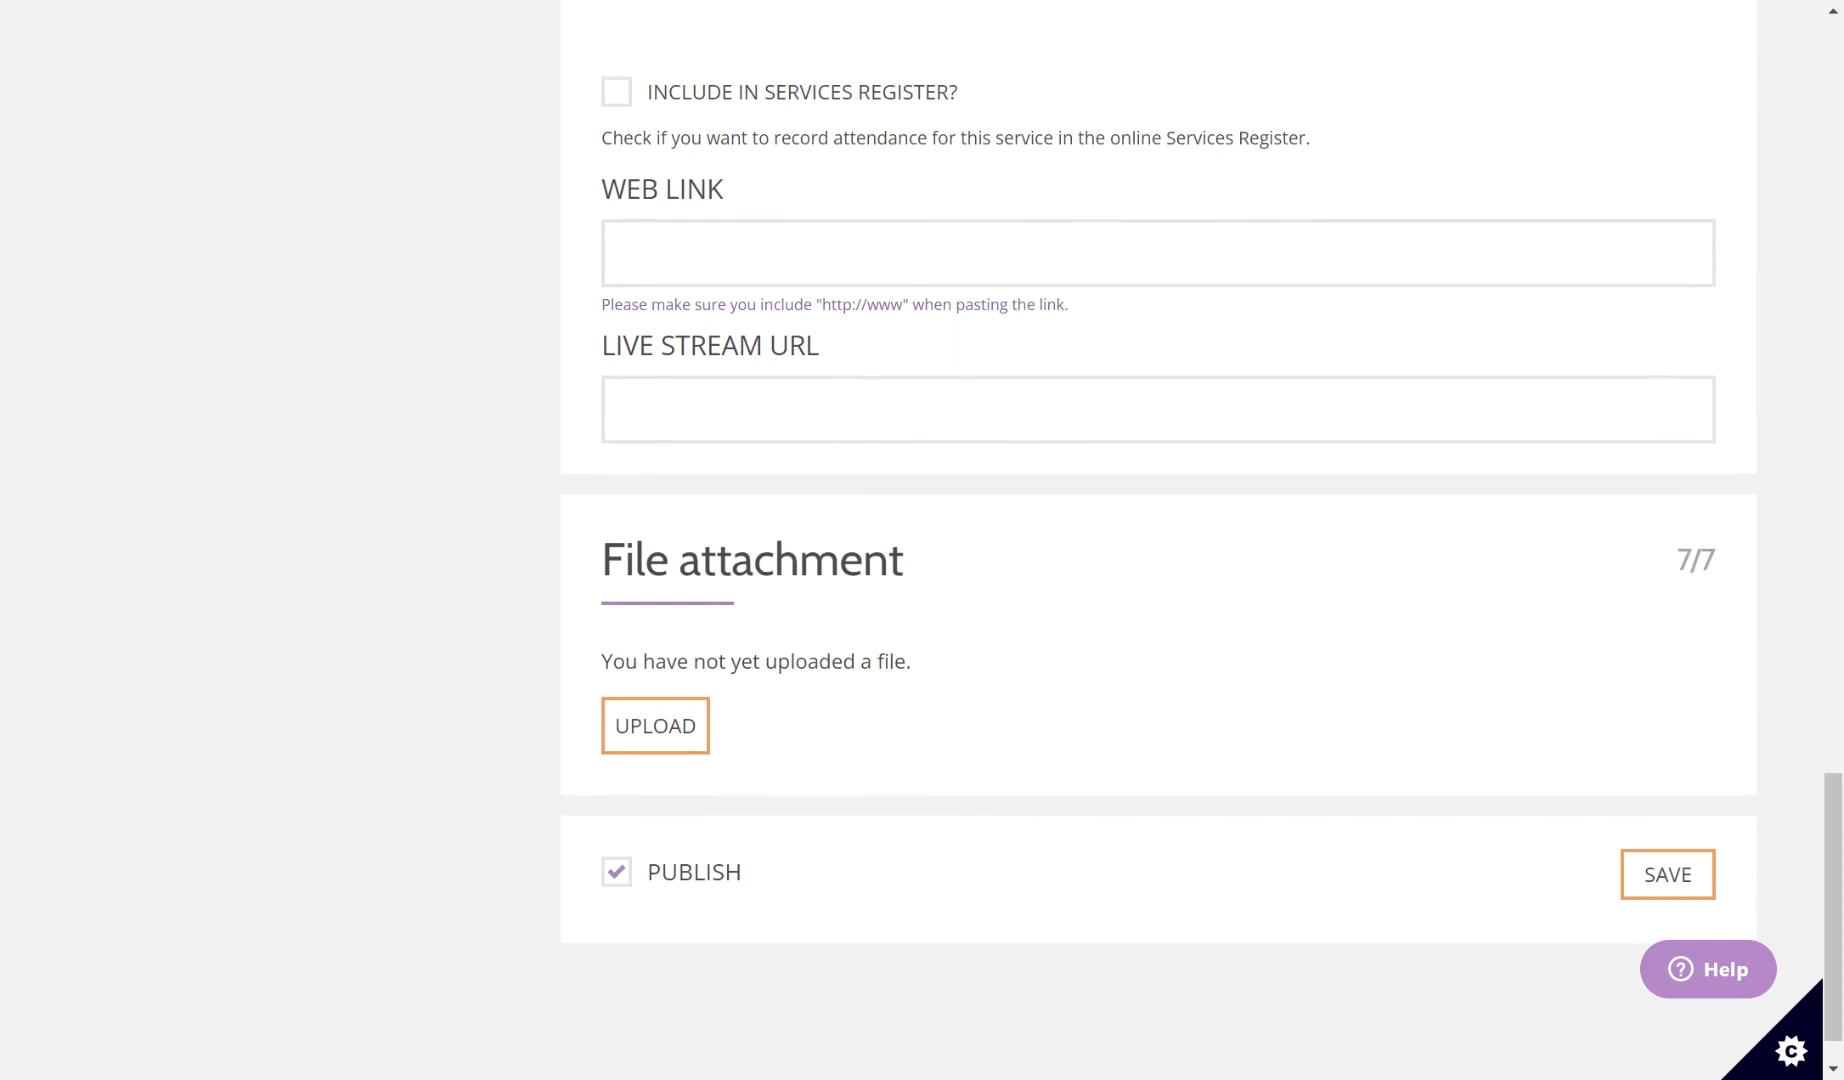 INCLUDE IN SERVICES REGISTER?
Check if you want to record attendance for this service in the online Services Register.
WEB LINK
Please make sure you include "http://www" when pasting the link.
LIVE STREAM URL
File attachment
7/7
You have not yet uploaded a file.
UPLOAD
PUBLISH
SAVE
? Help
C